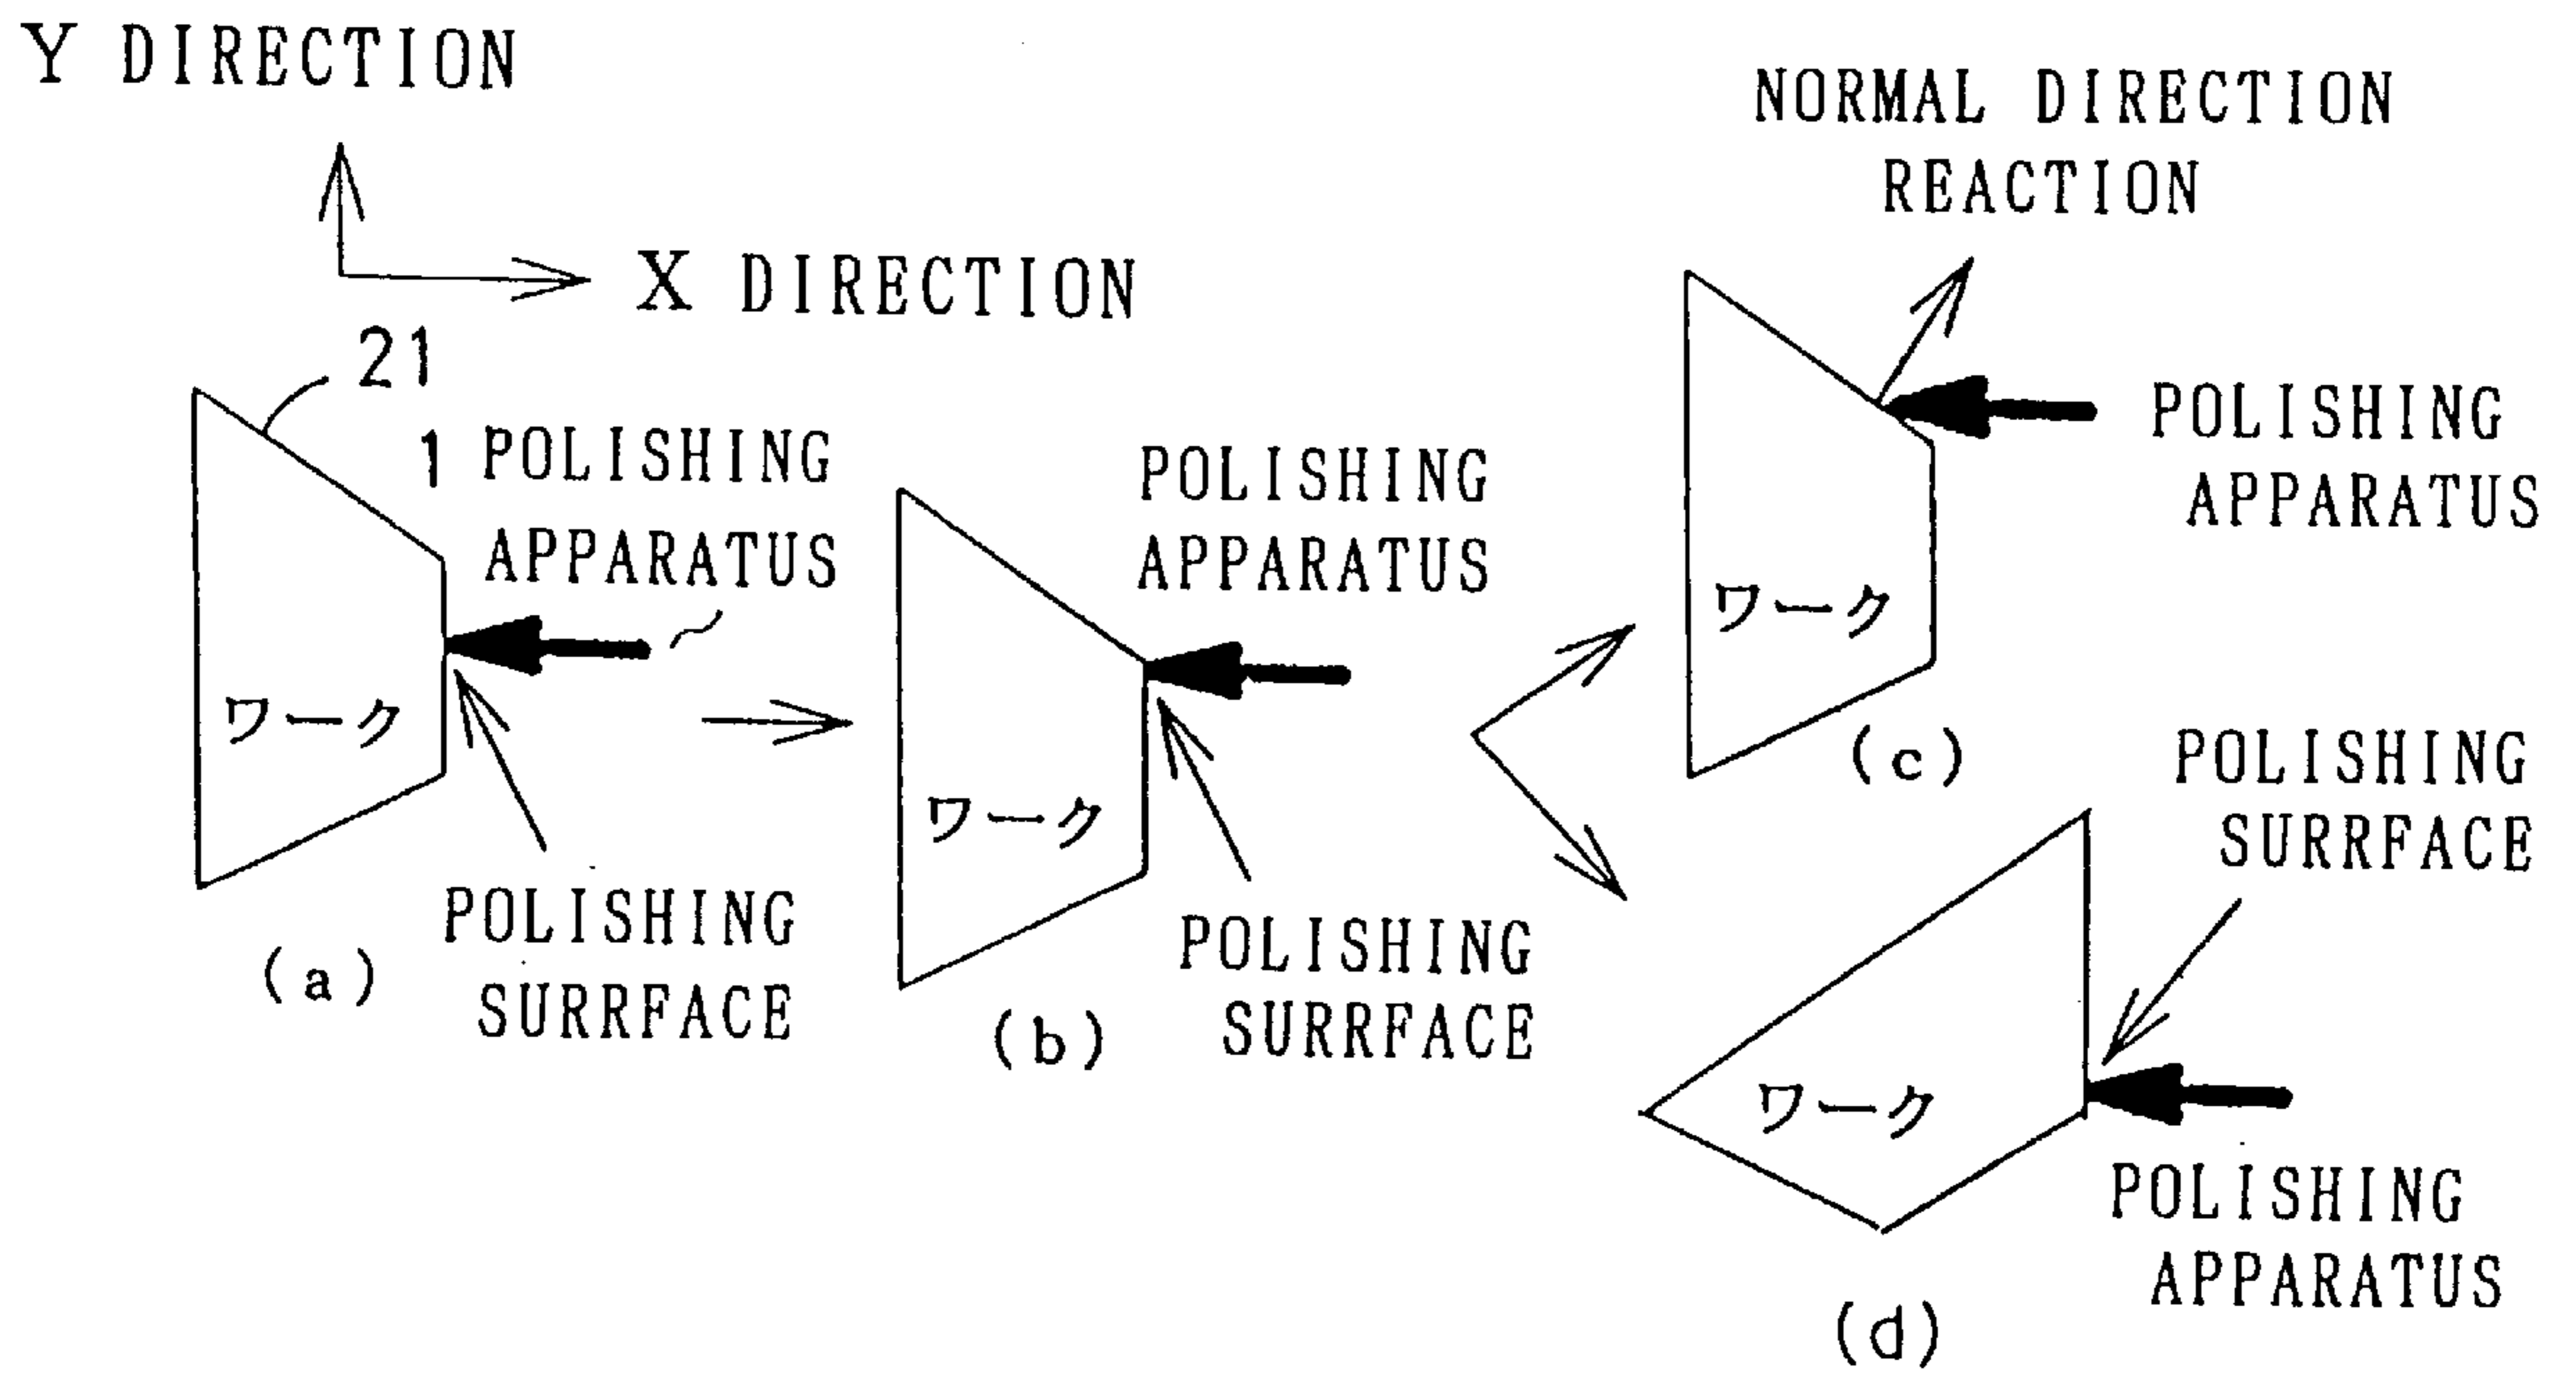 Y DIRECTION
X DIRECTION
21
1 POLISHING
APPARATUS
ワーク
POLISHING
SURRFACE
(a)
POLISHING
APPARATUS
ワーク
POLISHING
SURRFACE
(b)
NORMAL DIRECTION
REACTION
POLISHING
APPARATUS
ワーク
(c)
POLISHING
SURRFACE
ワーク
POLISHING
APPARATUS
(d)